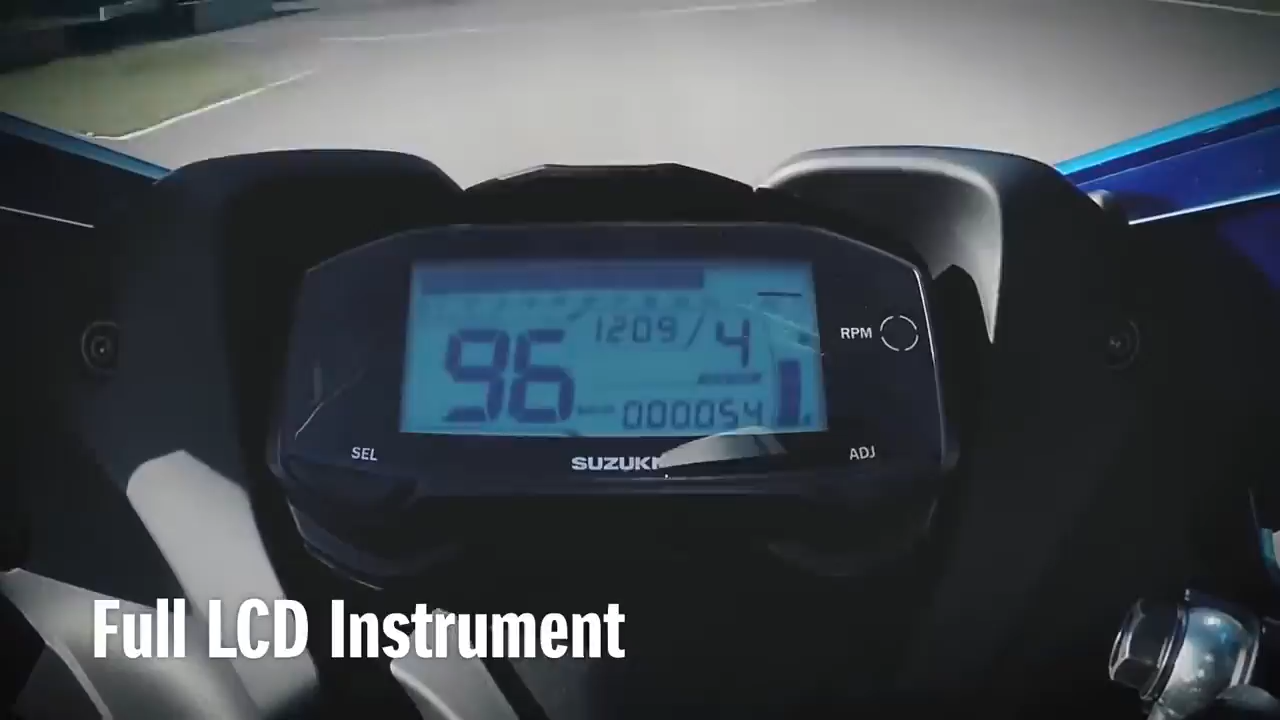 1209/4
96
000054
RPM
SEL
SUZUKI
ADJ
Full LCD Instrument